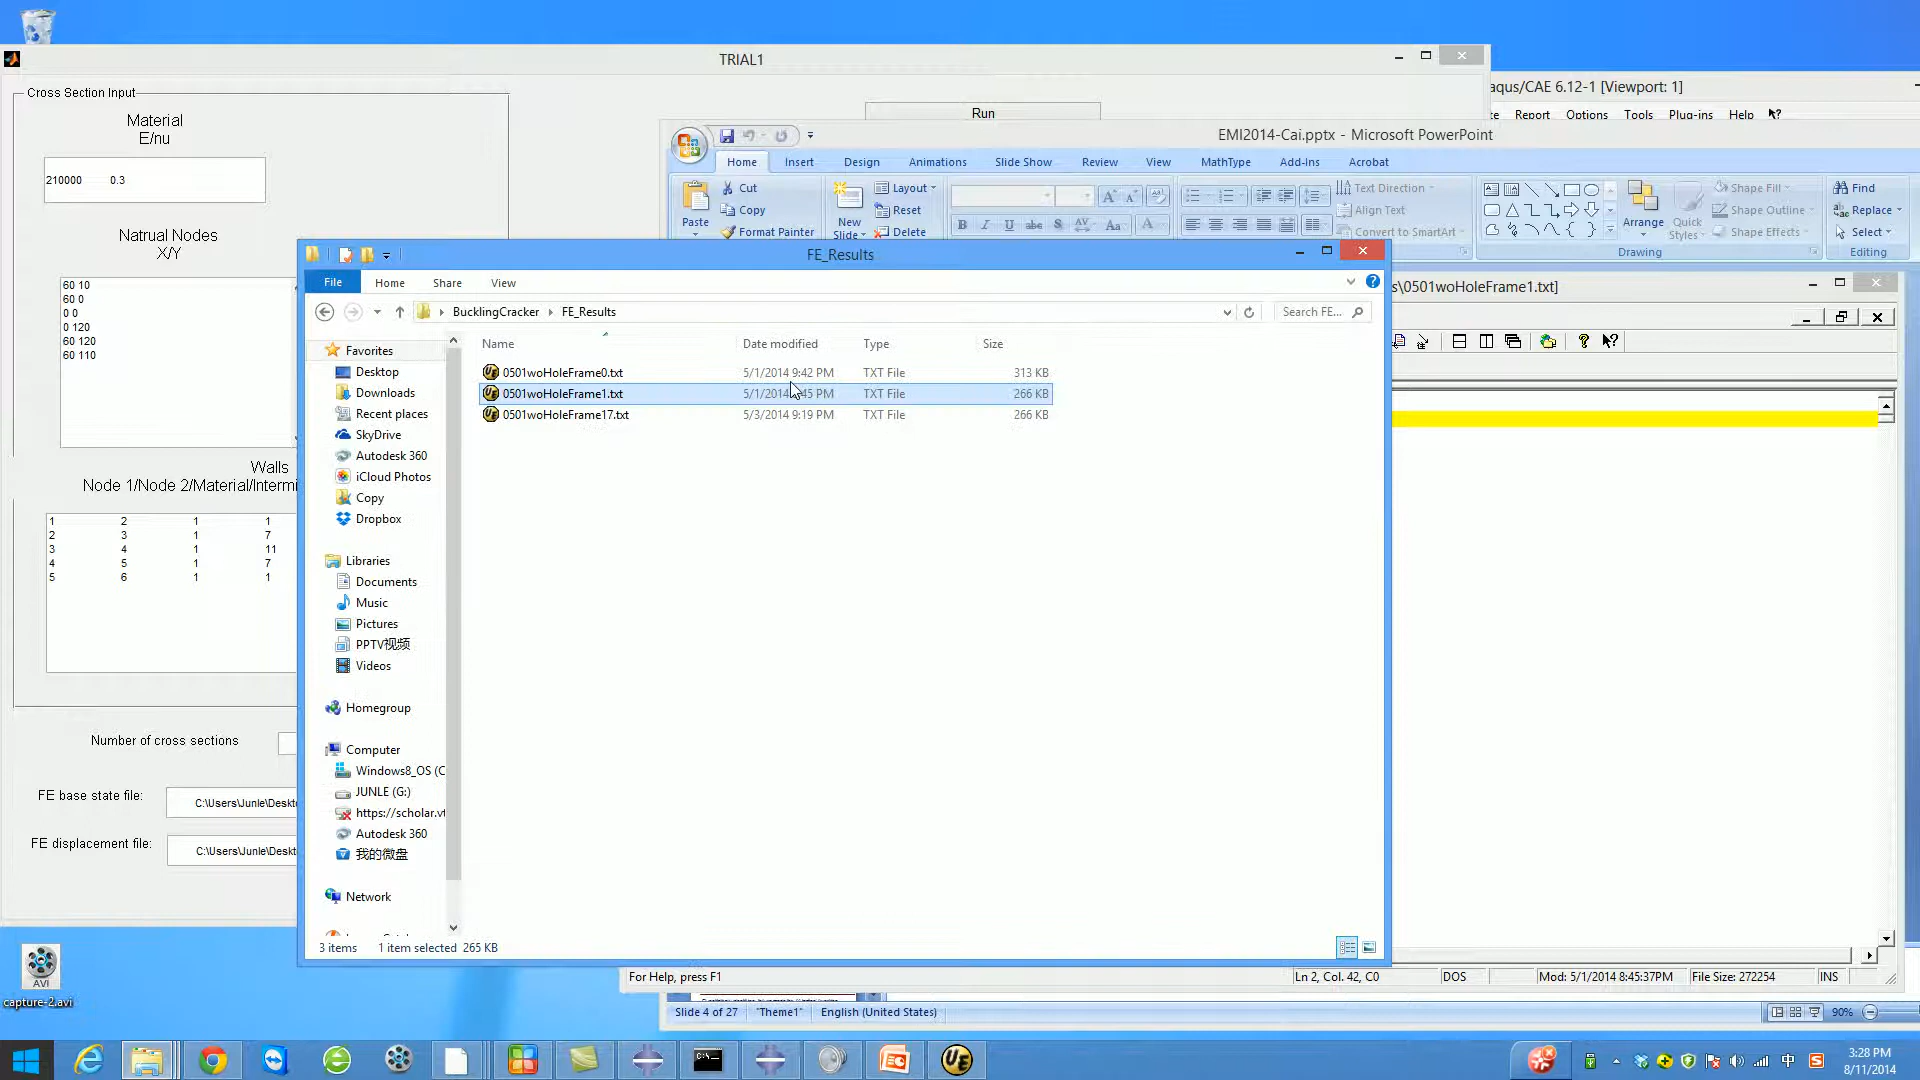 TRIAL1
Cross Section Input
Material
E/nu
210000 0.3
Natrual Nodes
X/Y
60 10
60 0
0 0
0 120
60 120
60 110
Walls
Node 1/Node 2/Material/Intermi
1 2 1 1
2 3 1 7
3 4 1 11
4 5 1 7
5 6 1 1
Number of cross sections
FE base state file:
C:\Users\Junle\Deskto
FE displacement file:
C:\Users\Junle\Deskto
Run
aqus/CAE 6.12-1 [Viewport: 1]
Report Options Tools Plug-ins Help
EMI2014-Cai.pptx - Microsoft PowerPoint
Home Insert Design Animations Slide Show Review View MathType Add-Ins Acrobat
Paste
Cut
Copy
Format Painter
New
Slide
Layout
Reset
Delete
Text Direction
Align Text
Convert to SmartArt
Arrange
Quick
Styles
Shape Fill
Shape Outline
Shape Effects
Drawing
Find
Replace
Select
Editing
FE_Results
File Home Share View
BucklingCracker FE_Results
Search FE...
Name Date modified Type Size
0501woHoleFrame0.txt 5/1/2014 9:42 PM TXT File 313 KB
0501woHoleFrame1.txt 5/1/2014 45 PM TXT File 266 KB
0501woHoleFrame17.txt 5/3/2014 9:19 PM TXT File 266 KB
Favorites
Desktop
Downloads
Recent places
SkyDrive
Autodesk 360
iCloud Photos
Copy
Dropbox
Libraries
Documents
Music
Pictures
PPTV视频
Videos
Homegroup
Computer
Windows8_OS (C
JUNLE (G:)
https://scholar.vt
Autodesk 360
我的微盘
Network
3 items 1 item selected 265 KB
s\0501woHoleFrame1.txt]
For Help, press F1
Ln 2, Col. 42, C0
DOS
Mod: 5/1/2014 8:45:37PM
File Size: 272254
INS
Slide 4 of 27 "Theme1" English (United States)
90%
AVI
capture-2.avi
中
3:28 PM
8/11/2014